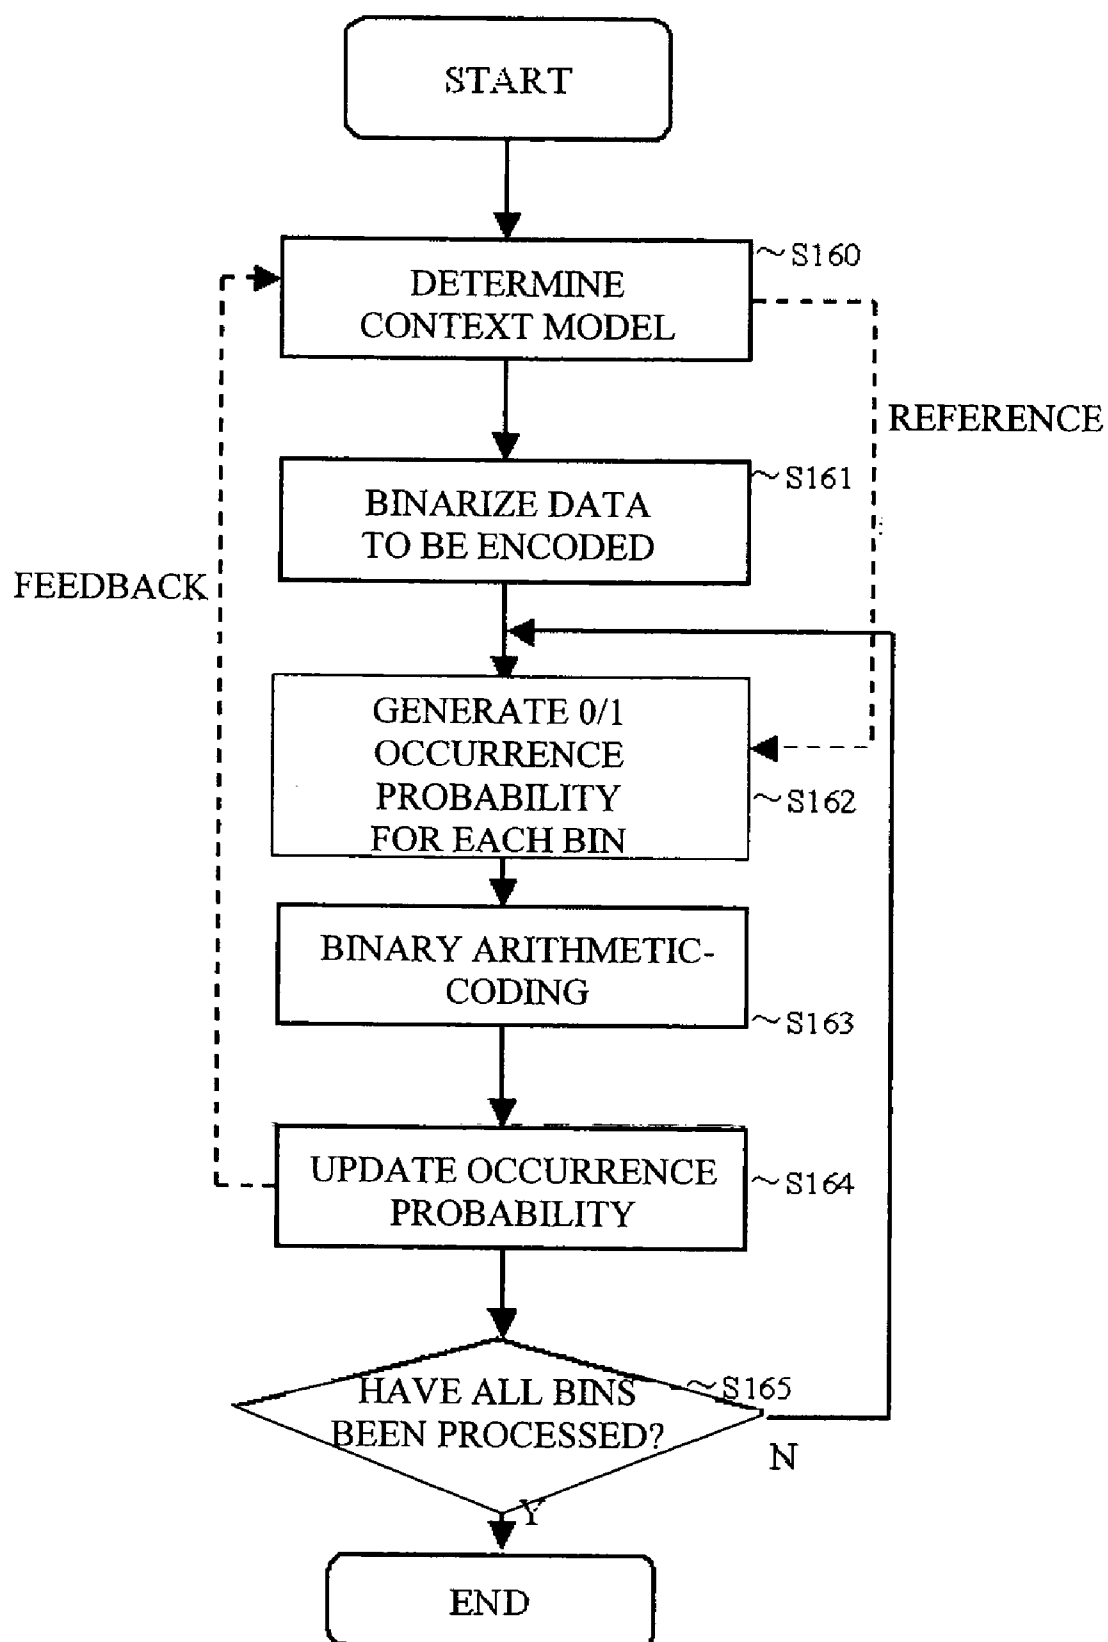 START
~S160
DETERMINE
CONTEXT MODEL
REFERENCE
~S161
BINARIZE DATA
TO BE ENCODED
FEEDBACK
GENERATE 0/1
OCCURRENCE
PROBABILITY
~S162
FOR EACH BIN
BINARY ARITHMETIC-
CODING
~S163
UPDATE OCCURRENCE
PROBABILITY
~S164
~S165
HAVE ALL BINS
BEEN PROCESSED?
N
Y
END